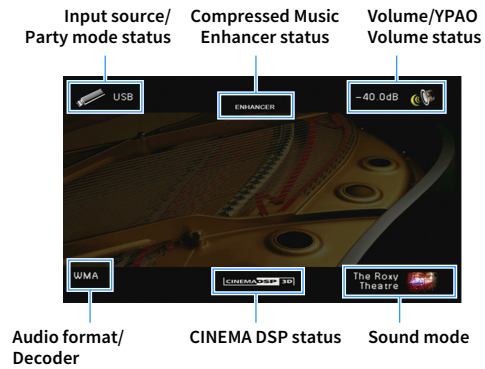 Input source/
Party mode status
Compressed Music
Enhancer status
Volume/YPAO
Volume status
USB
ENHANCER
-40.0dB
WMA
CINEMA DSP 3D
The Roxy
Theatre
Audio format/
Decoder
CINEMA DSP status
Sound mode